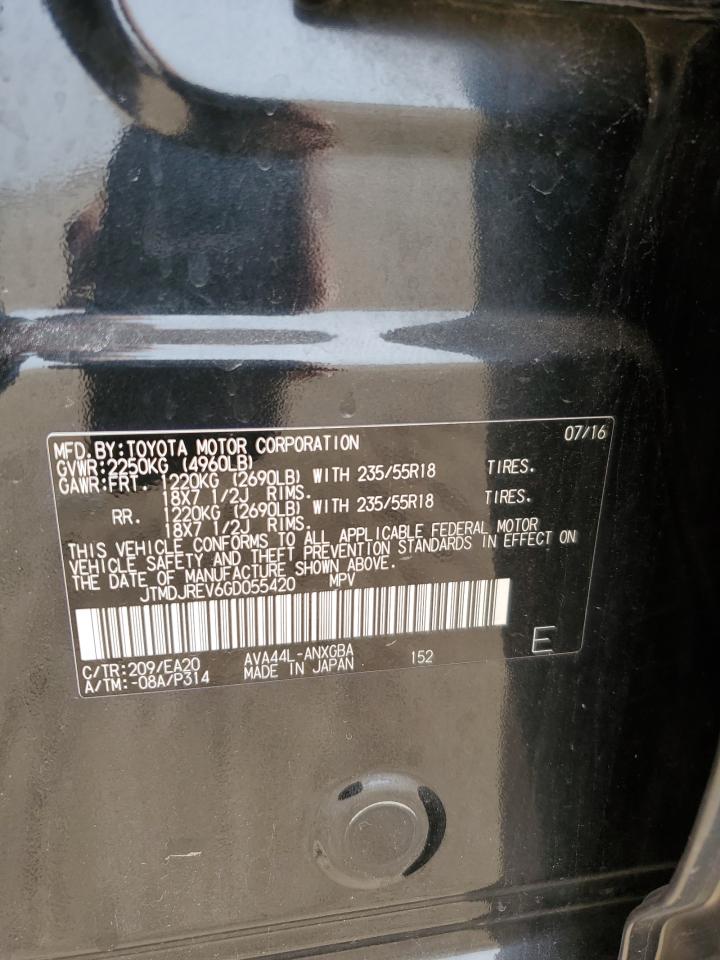 MFD.BY:TOYOTA MOTOR CORPORATION 07/16
GVWR:2250KG (4960LB)
GAWR:FRT. 1220KG (2690LB) WITH 235/55R18 TIRES.
18X7 1/2J RIMS.
RR. 1220KG (2690LB) WITH 235/55R18 TIRES.
18X7 1/2J RIMS.
THIS VEHICLE CONFORMS TO ALL APPLICABLE FEDERAL MOTOR
VEHICLE SAFETY AND THEFT PREVENTION STANDARDS IN EFFECT ON
THE DATE OF MANUFACTURE SHOWN ABOVE.
JTMDJREV6GD055420 MPV
C/TR:209/EA20 AVA44L-ANXGBA 152 E
A/TM:-08A/P314 MADE IN JAPAN